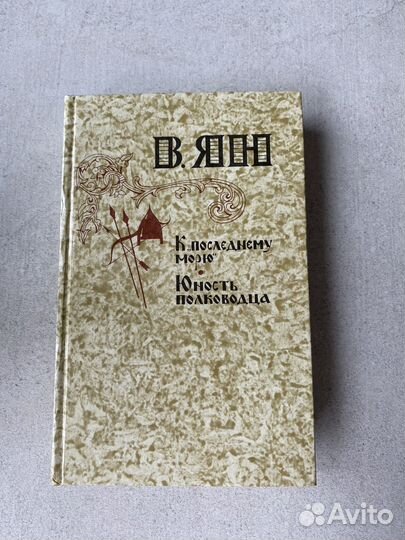 В. ЯН
К „последнему
морю“
Юность
полководца
Avito